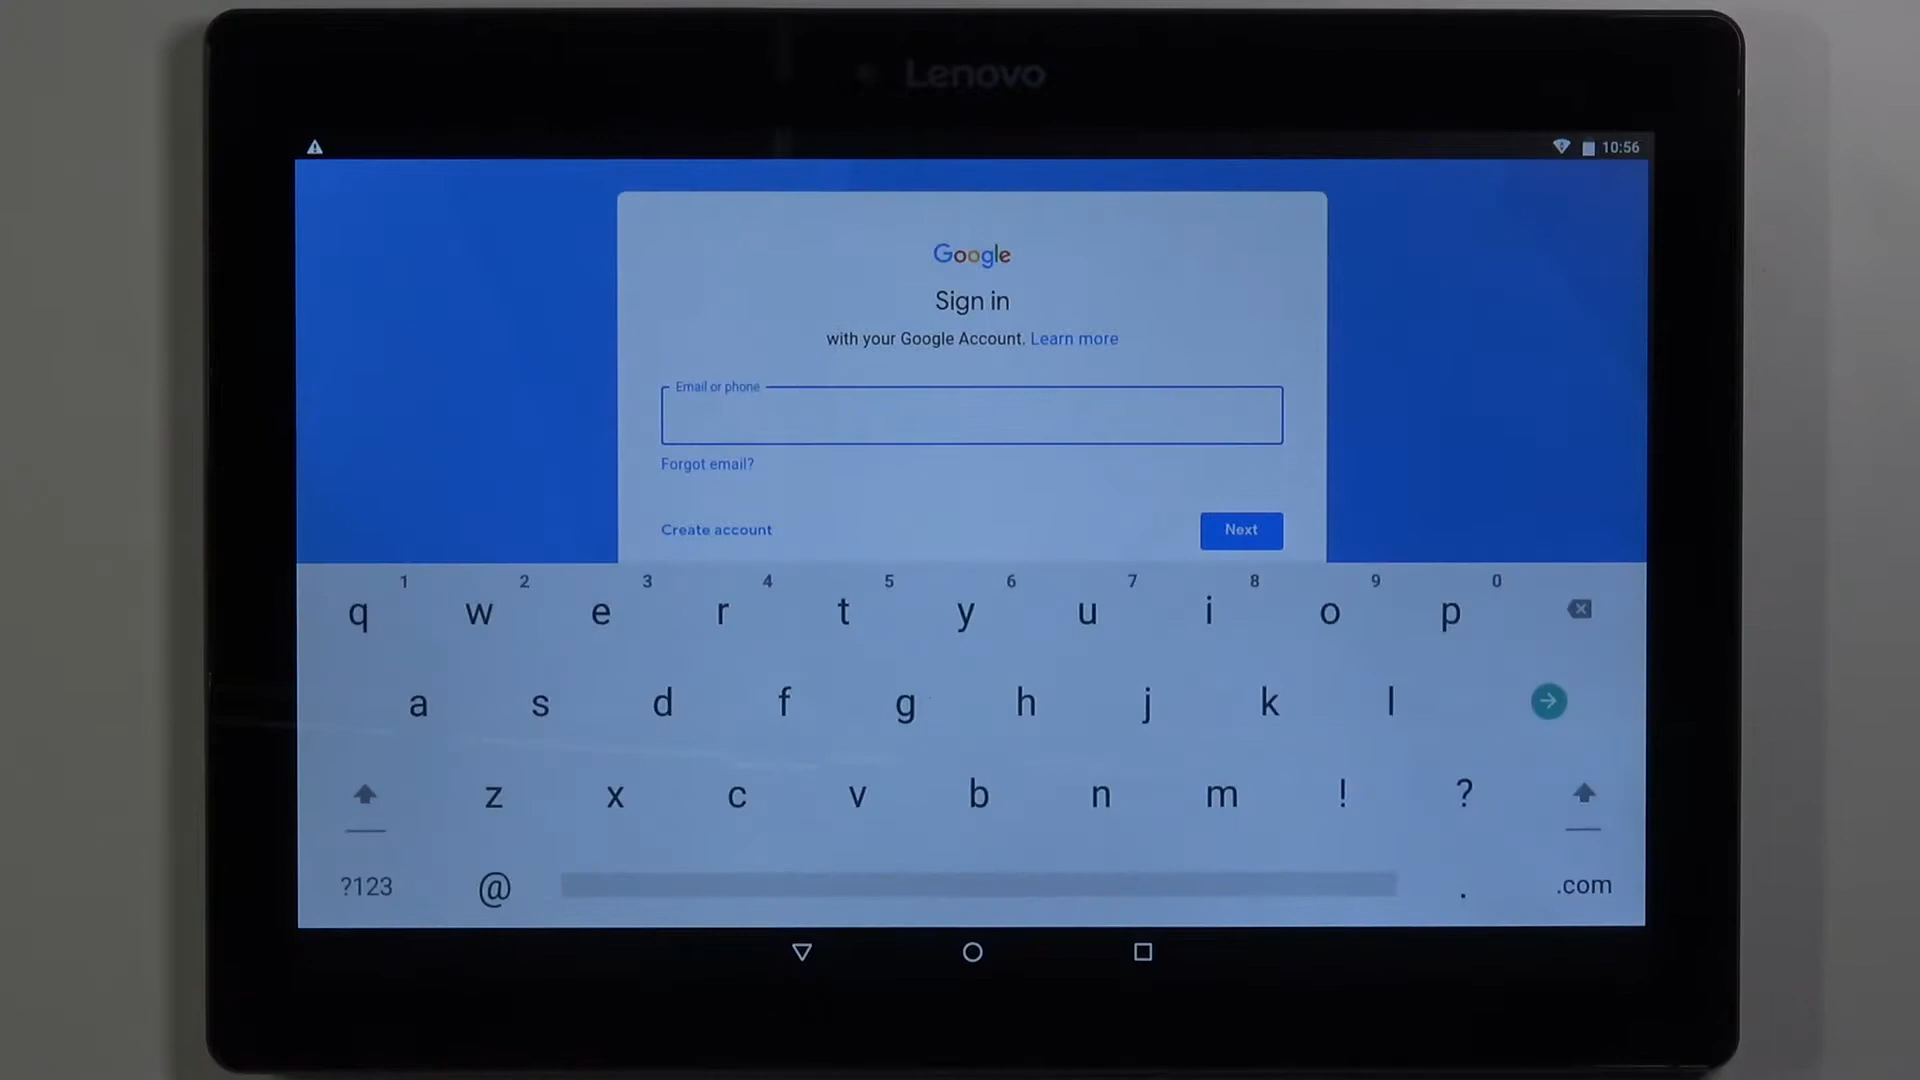 Lenovo
10:56
Google
Sign in
with your Google Account. Learn more
Email or phone
Forgot email?
Create account
Next
1 2 3 4 5 6 7 8 9 0
q w e r t y u i o p
a s d f g h j k l
z x c v b n m ! ?
?123 @ . .com